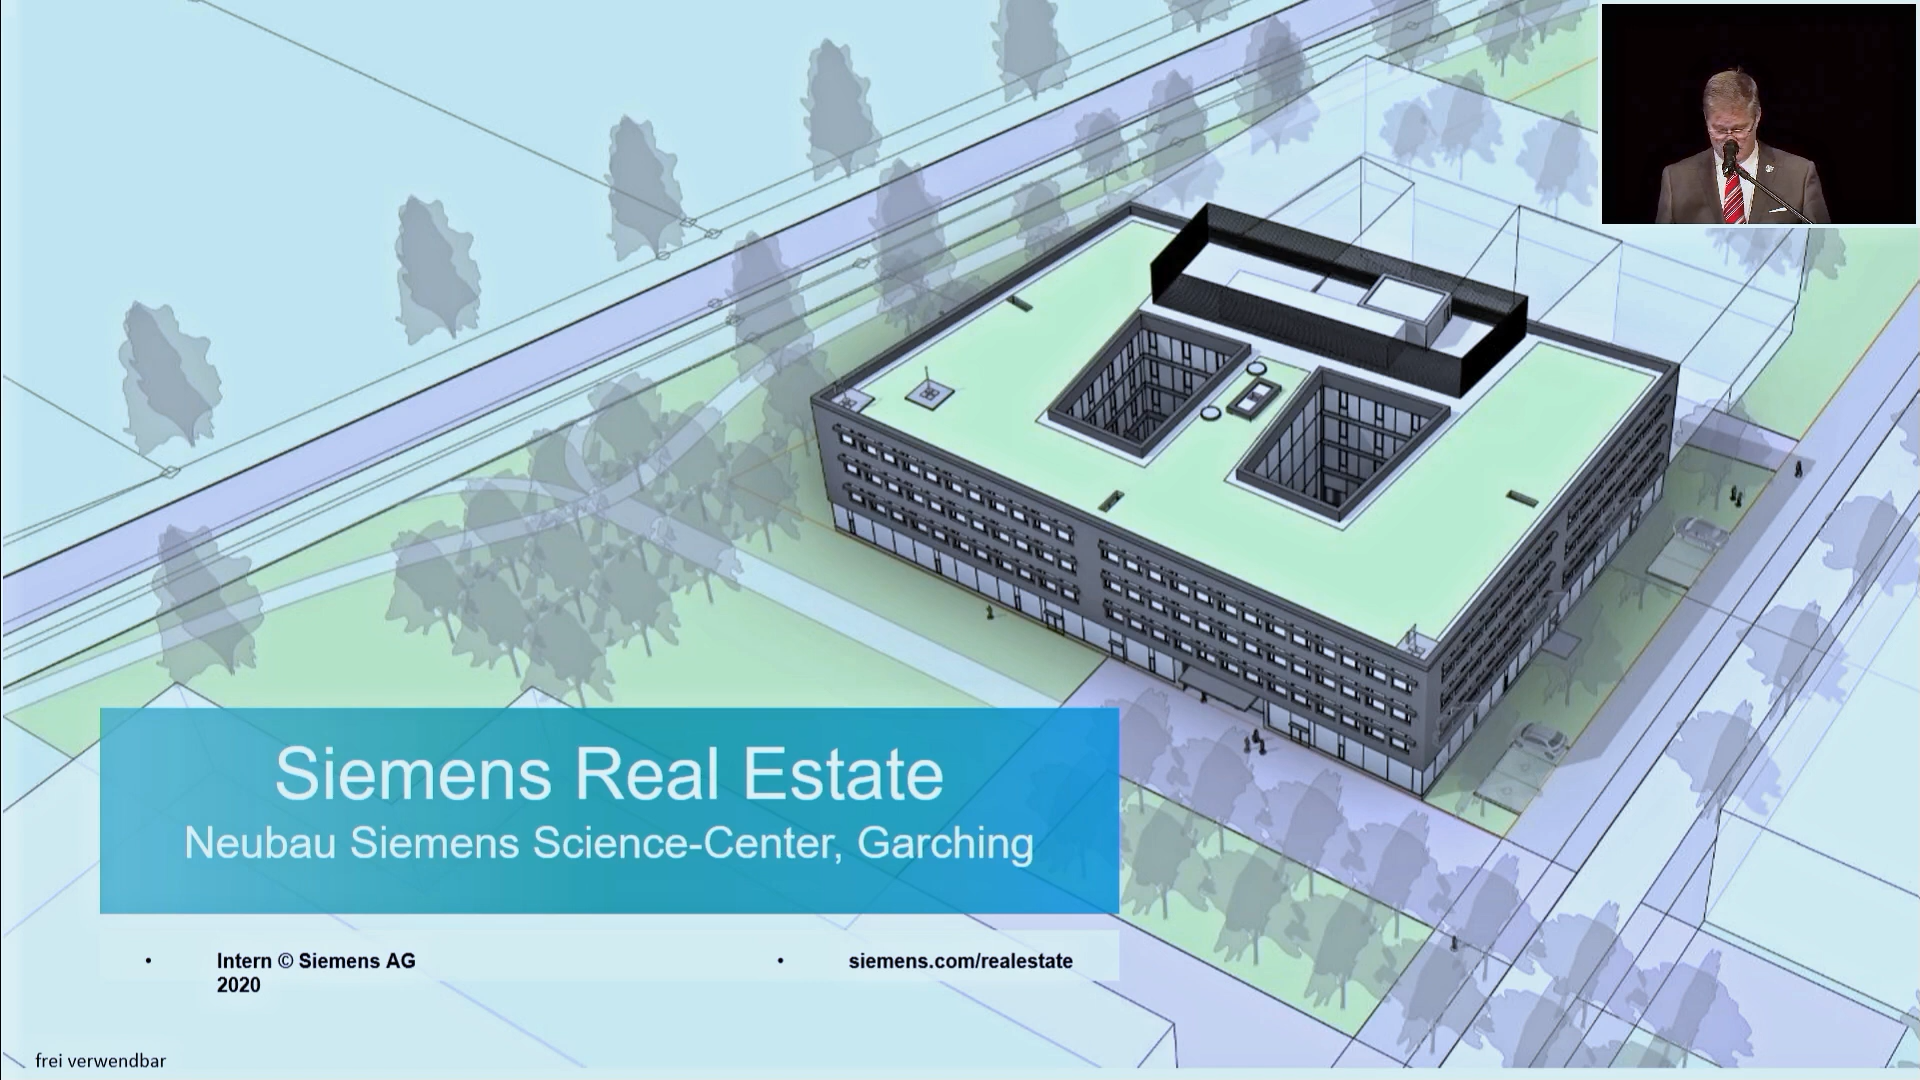 Siemens Real Estate
Neubau Siemens Science-Center, Garching
• Intern © Siemens AG
2020
• siemens.com/realestate
frei verwendbar